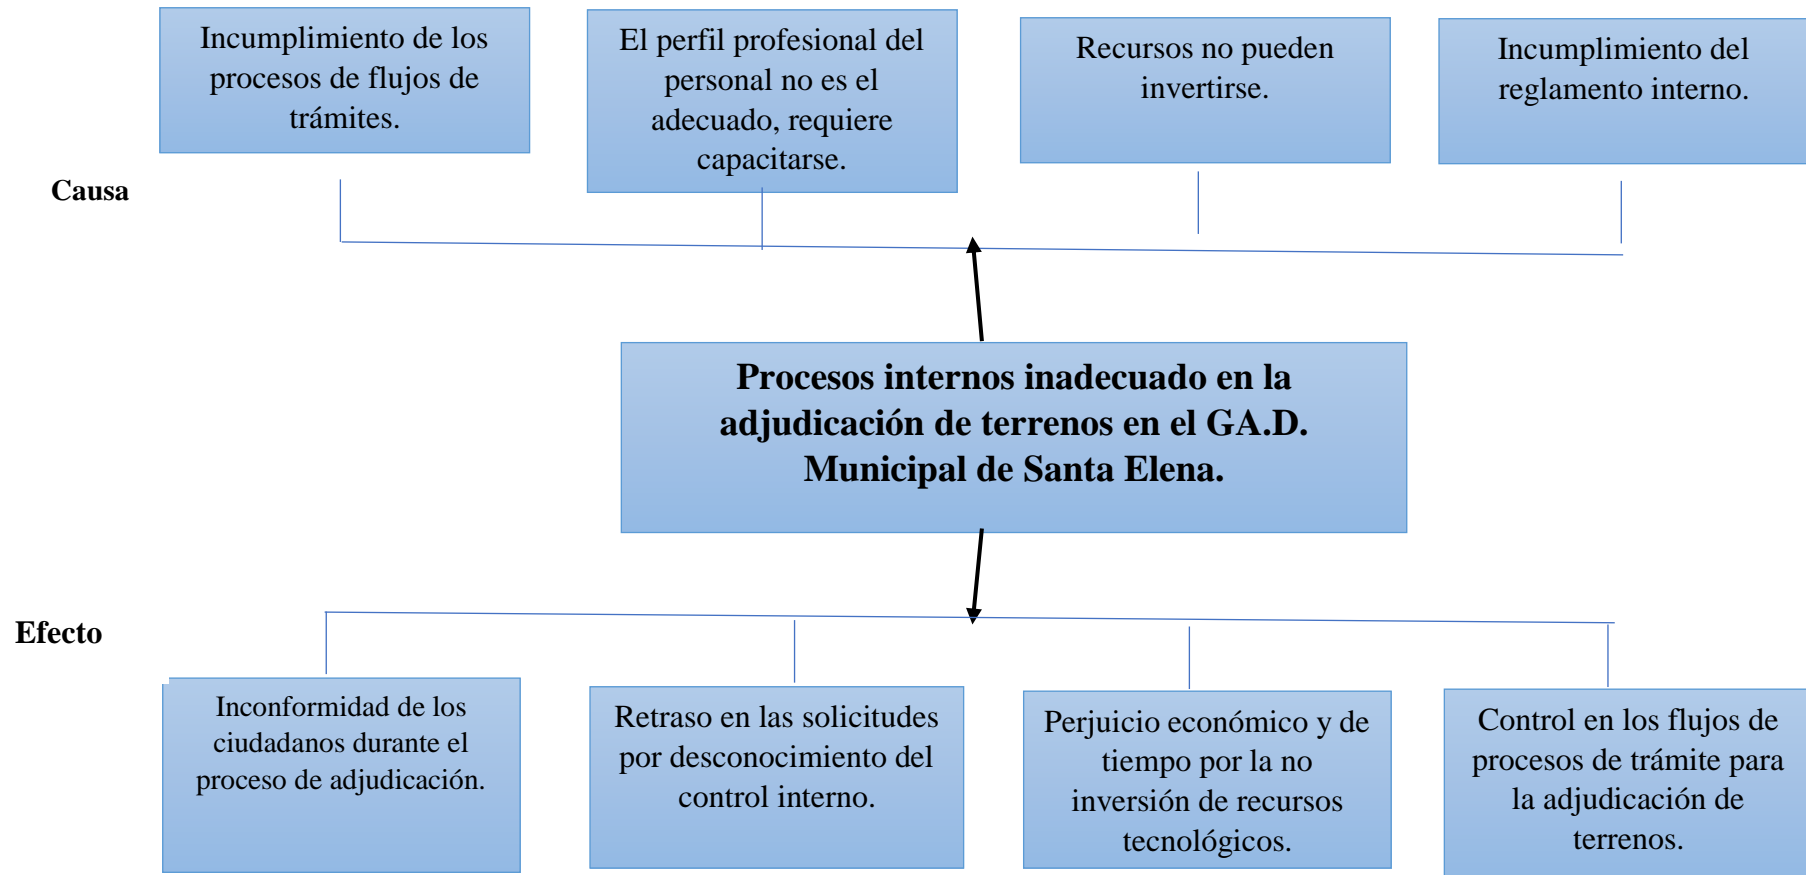 Incumplimiento de los
procesos de flujos de
trámites.
El perfil profesional del
personal no es el
adecuado, requiere
capacitarse.
Recursos no pueden
invertirse.
Incumplimiento del
reglamento interno.
Causa
Procesos internos inadecuado en la
adjudicación de terrenos en el GA.D.
Municipal de Santa Elena.
Efecto
Inconformidad de los
ciudadanos durante el
proceso de adjudicación.
Retraso en las solicitudes
por desconocimiento del
control interno.
Perjuicio económico y de
tiempo por la no
inversión de recursos
tecnológicos.
Control en los flujos de
procesos de trámite para
la adjudicación de
terrenos.